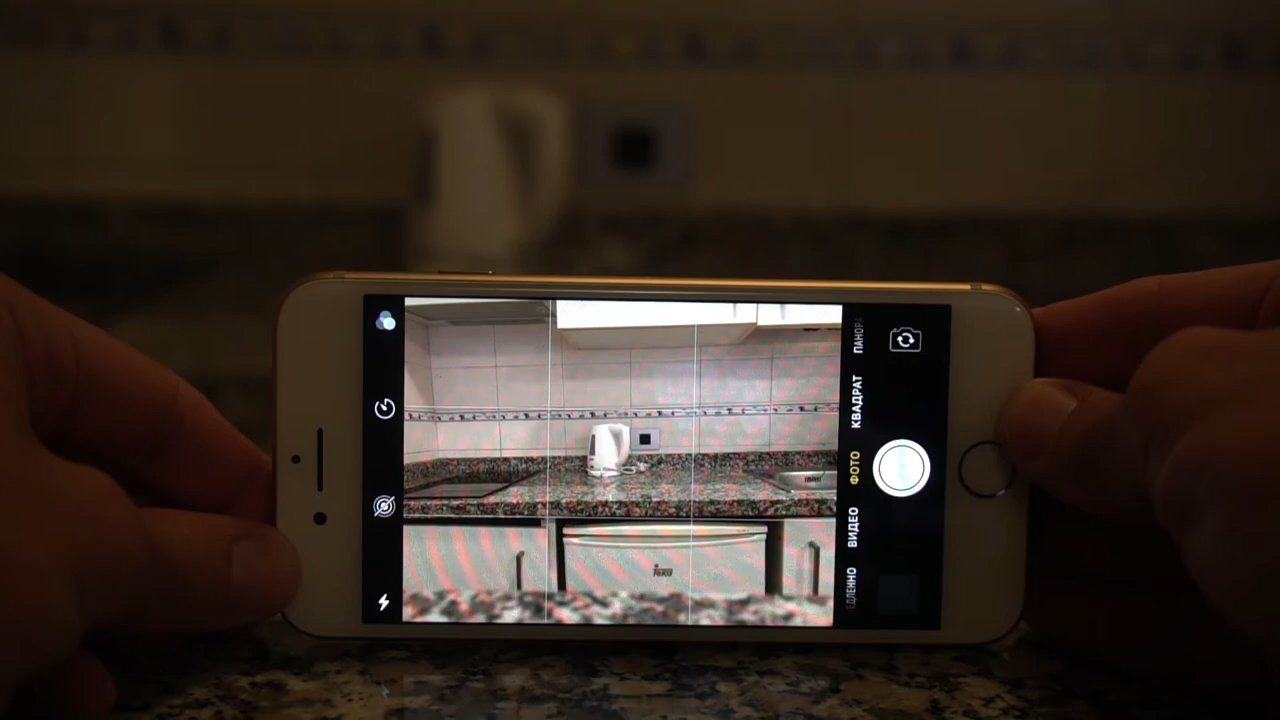 ПАНОРА
КВАДРАТ
ФОТО
ВИДЕО
ЕДЛЕННО